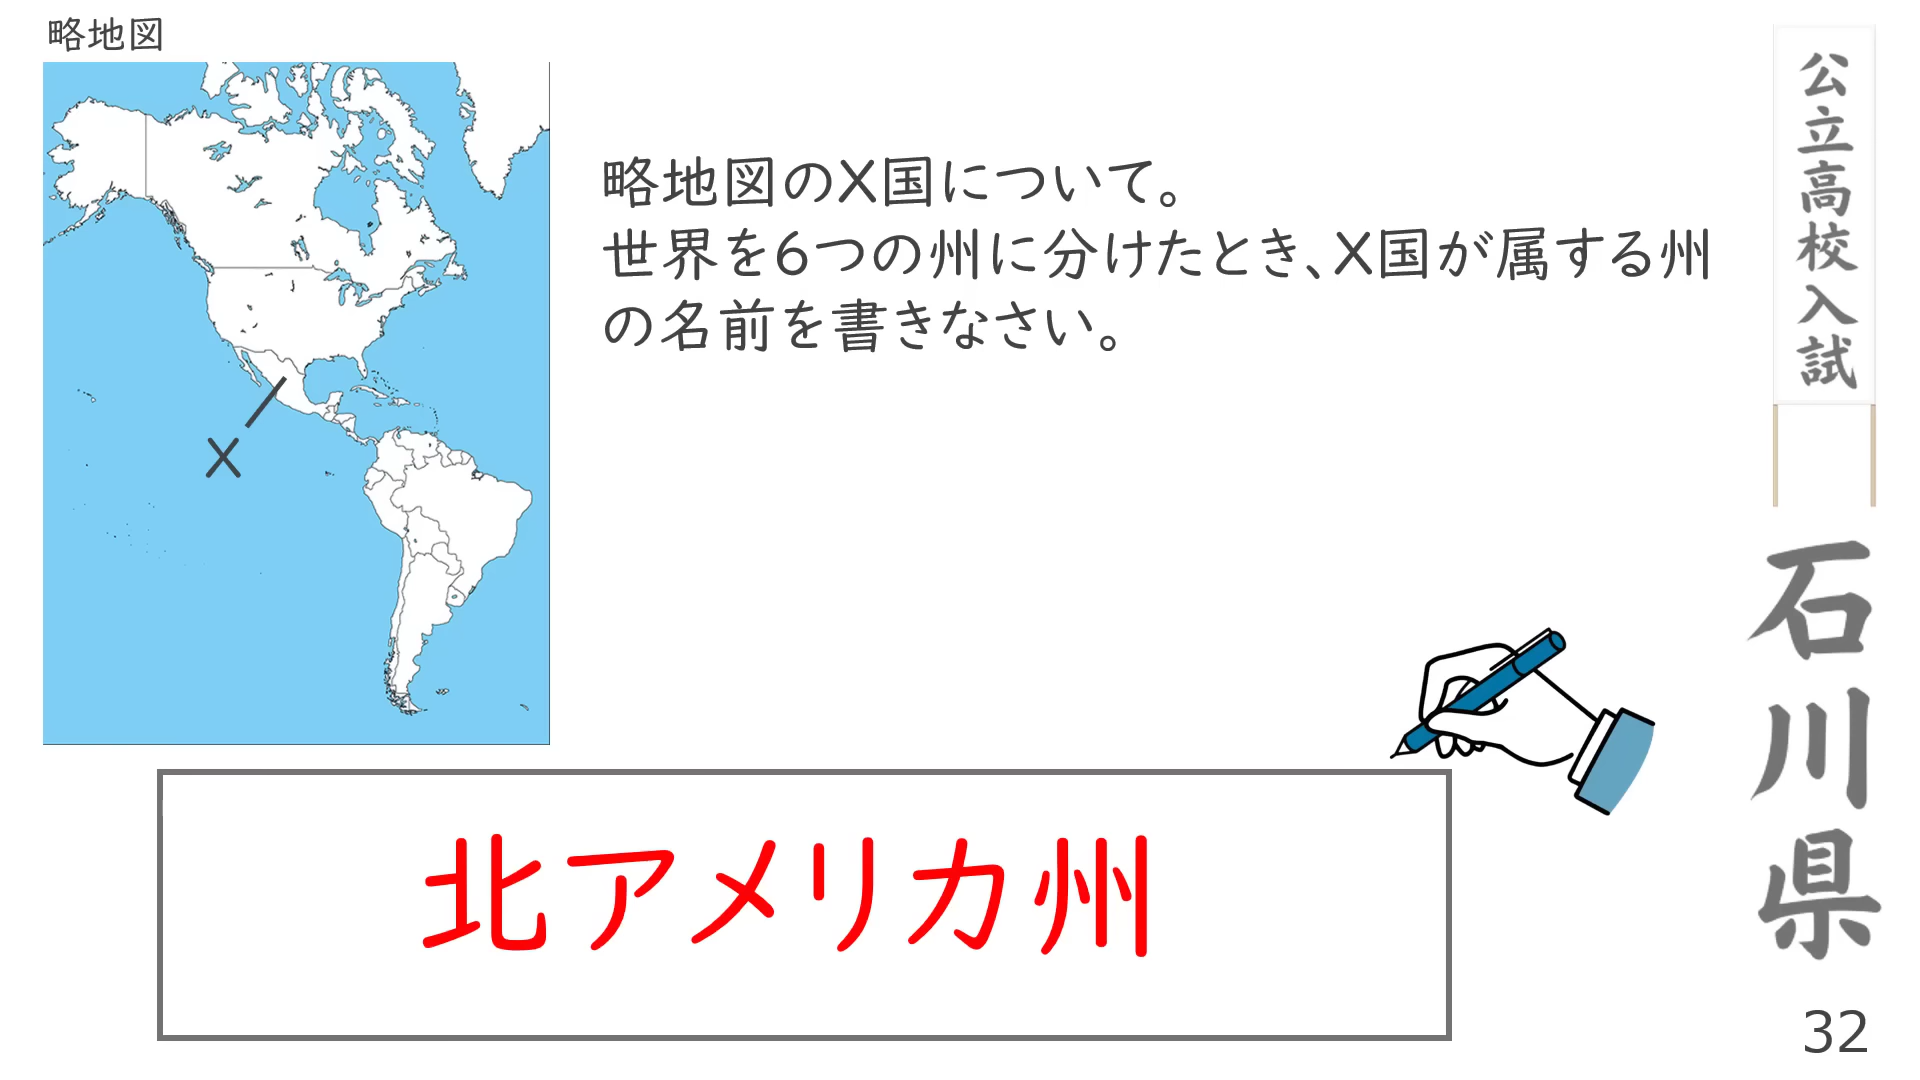 略地図
X
略地図のX国について。
世界を6つの州に分けたとき、X国が属する州
の名前を書きなさい。
北アメリカ州
公立高校入試
石川県
32